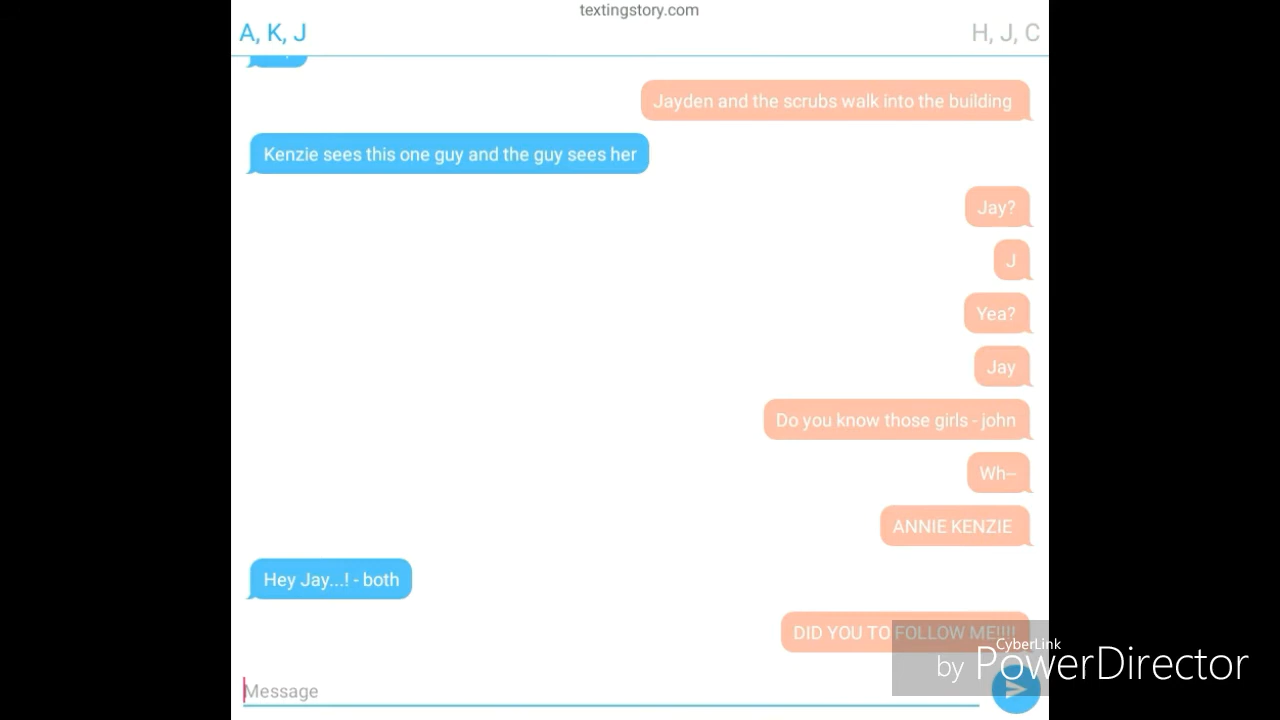 textingstory.com
A, K, J
H, J, C
Jayden and the scrubs walk into the building
Kenzie sees this one guy and the guy sees her
Jay?
J
Yea?
Jay
Do you know those girls - john
Wh--
ANNIE KENZIE
Hey Jay...! - both
DID YOU TO FOLLOW ME!!!!
Message
CyberLink
by PowerDirector